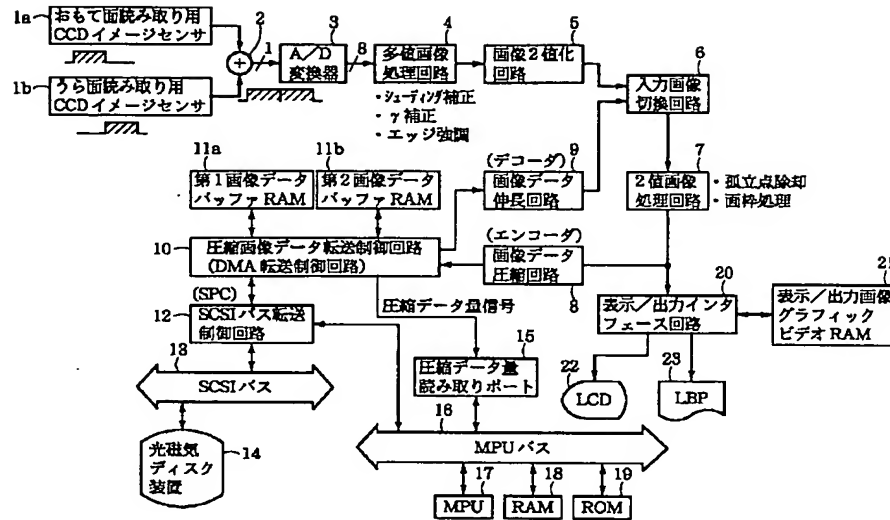 1a
おもて面読み取り用
CCDイメージセンサ
2
1
3
A／D
変換器
8
4
多値画像
処理回路
5
画像2値化
回路
6
入力画像
切換回路
1b
うら面読み取り用
CCDイメージセンサ
・シューディング補正
・γ補正
・エッジ強調
7
2値画像
処理回路
・孤立点除却
・面枠処理
11a
第1画像データ
バッファRAM
11b
第2画像データ
バッファRAM
(デコーダ)
9
画像データ
伸長回路
10
圧縮画像データ転送制御回路
(DMA転送制御回路)
(エンコーダ)
画像データ
圧縮回路
8
20
表示／出力インタ
フェース回路
21
表示／出力画像
グラフィック
ビデオRAM
(SPC)
12
SCSIバス転送
制御回路
圧縮データ量信号
15
圧縮データ量
読み取りポート
22
LCD
23
LBP
13
SCSIバス
16
MPUバス
光磁気
ディスク
装置
14
17
MPU
18
RAM
19
ROM